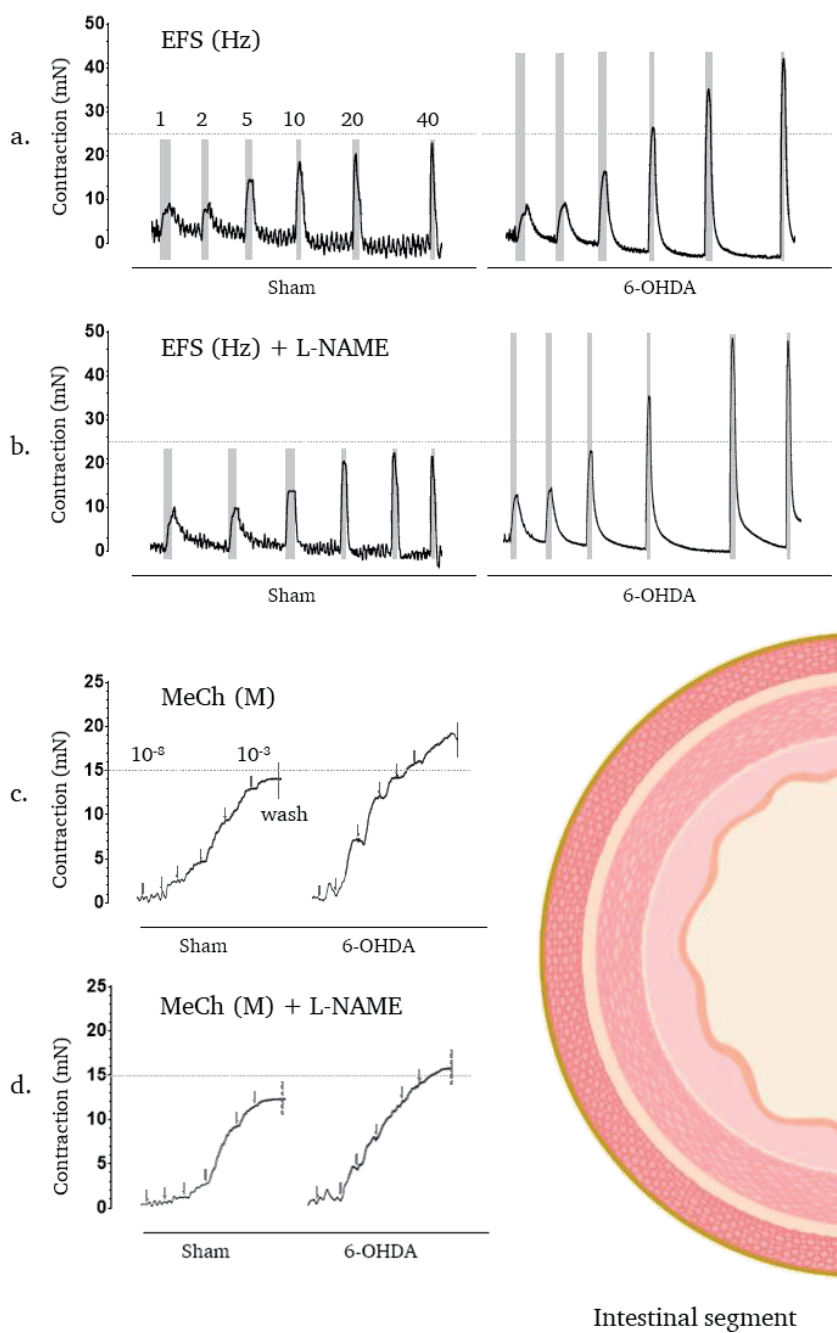 a.
Contraction (mN)
50
40
30
20
10
0
EFS (Hz)
1 2 5 10 20 40
Sham
6-OHDA
b.
Contraction (mN)
50
40
30
20
10
0
EFS (Hz) + L-NAME
Sham
6-OHDA
c.
Contraction (mN)
25
20
15
10
5
0
MeCh (M)
10⁻⁸ 10⁻³
wash
Sham
6-OHDA
d.
Contraction (mN)
25
20
15
10
5
0
MeCh (M) + L-NAME
Sham
6-OHDA
Intestinal segment